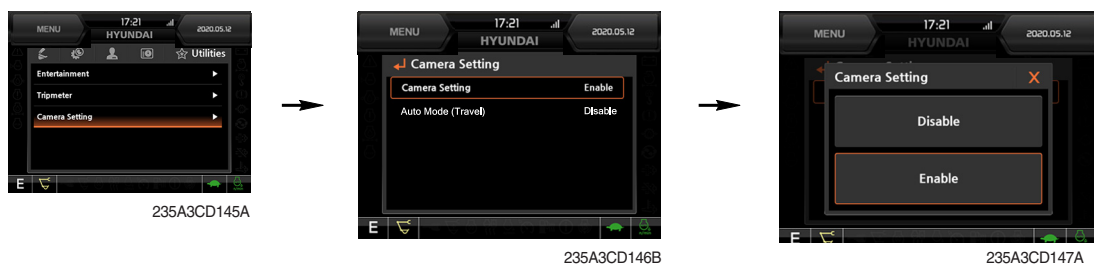 MENU
17:21
HYUNDAI
2020.05.12
Utilities
Entertainment
Tripmeter
Camera Setting
E
235A3CD145A
MENU
17:21
HYUNDAI
2020.05.12
Camera Setting
Camera Setting Enable
Auto Mode (Travel) Disable
E
235A3CD146B
MENU
17:21
HYUNDAI
2020.05.12
Camera Setting X
Disable
Enable
E
235A3CD147A